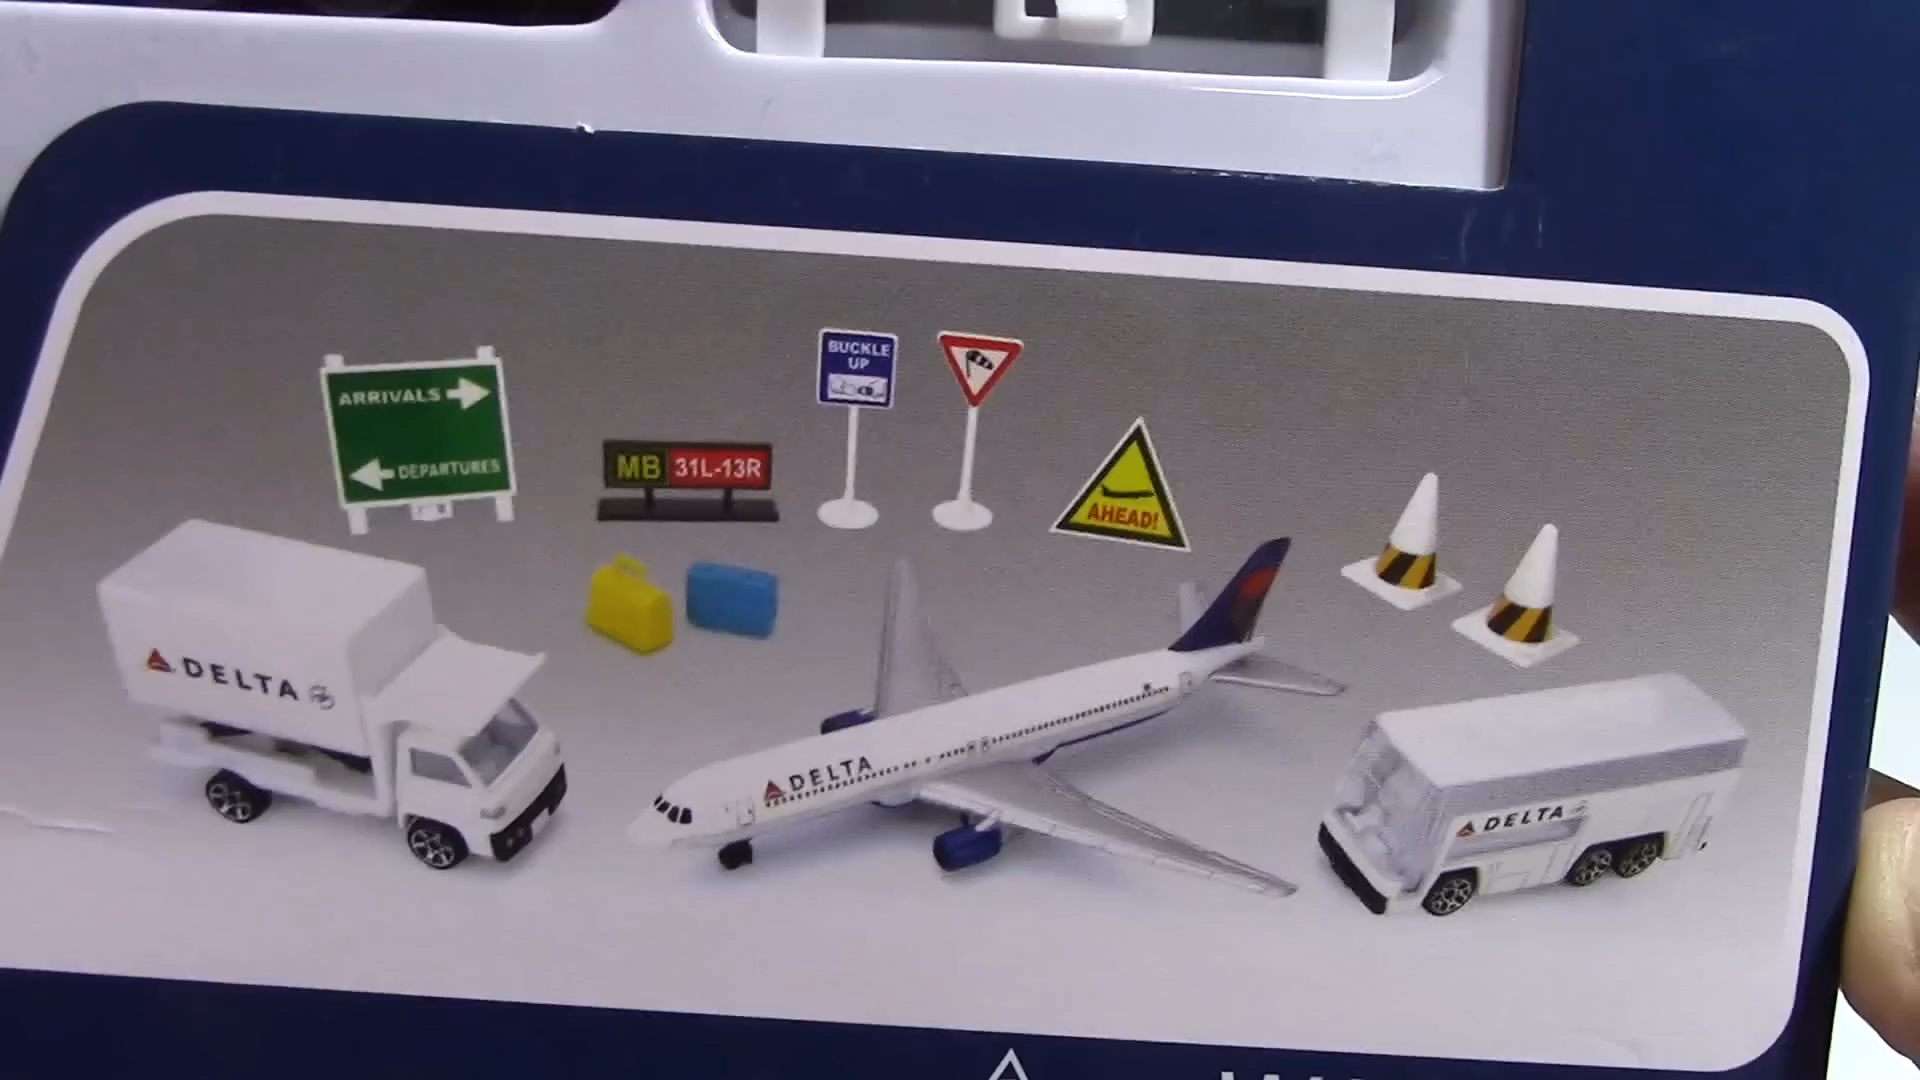 ARRIVALS
DEPARTURES
MB 31L-13R
BUCKLE
UP
AHEAD!
DELTA
DELTA
DELTA